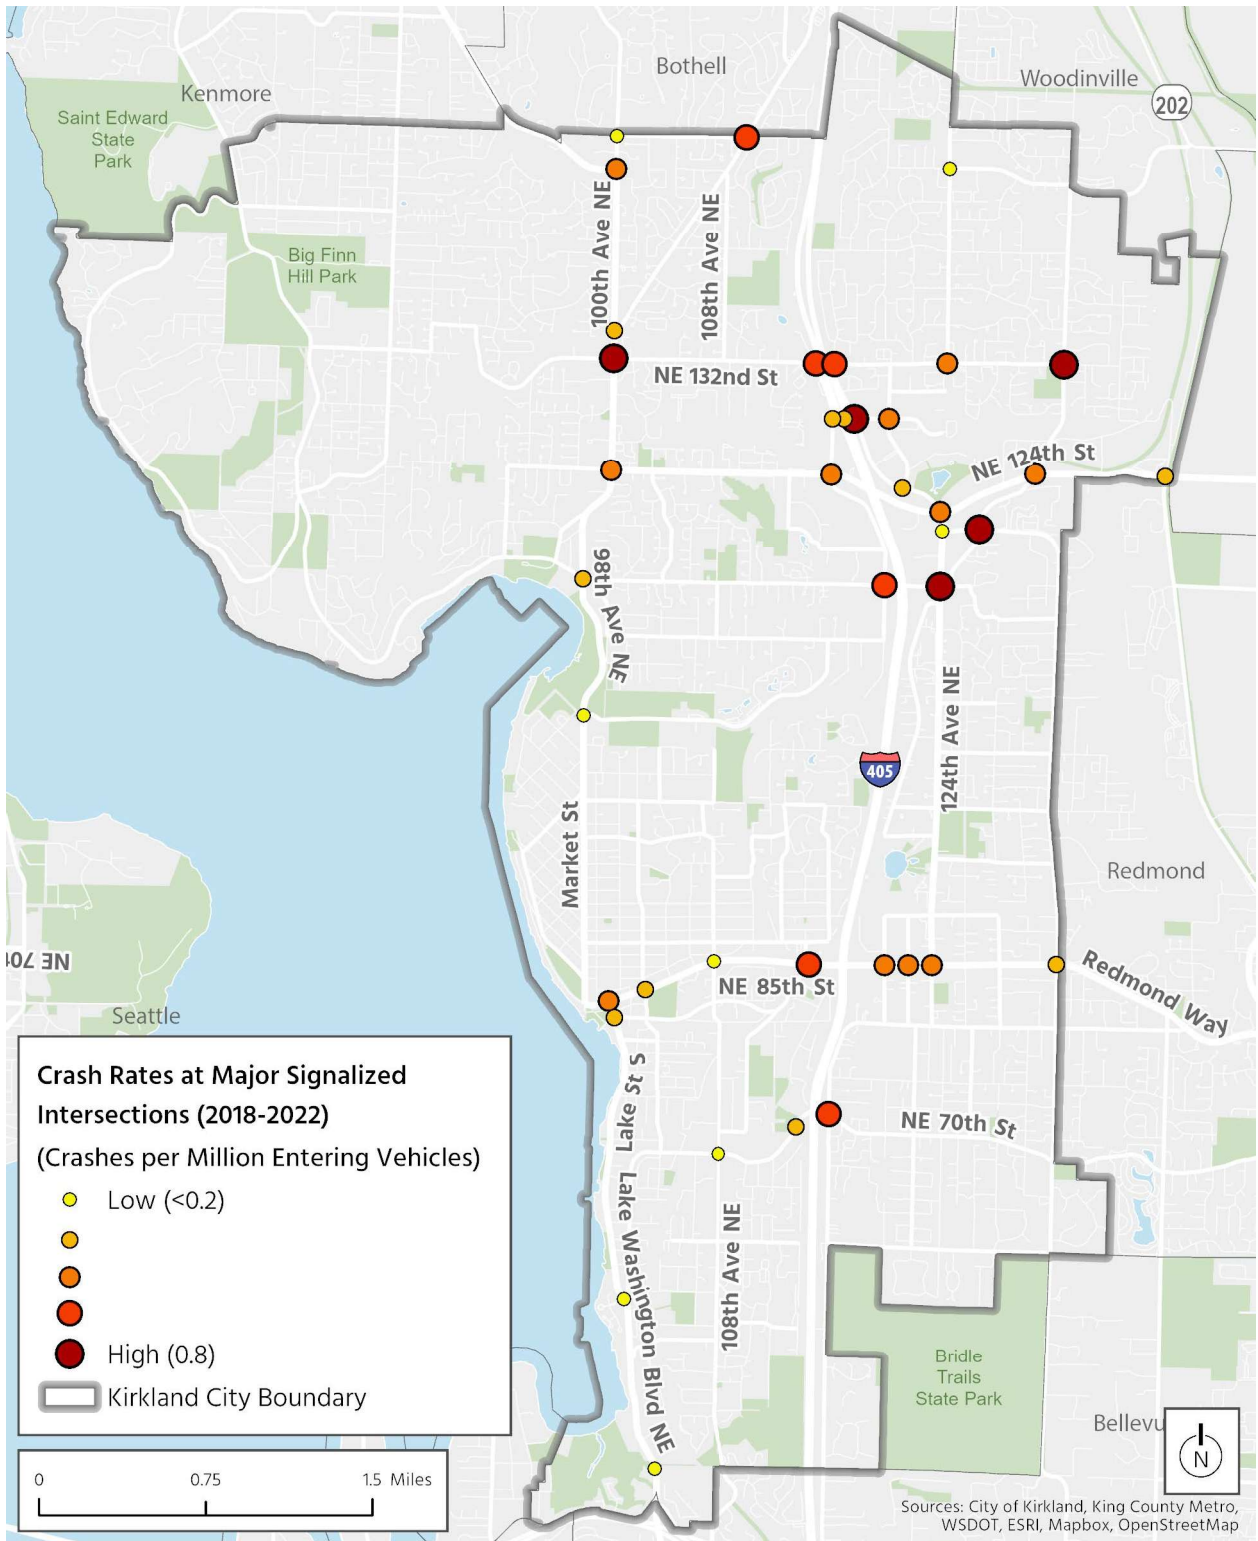 Bothell
Woodinville
Kenmore
202
Saint Edward
State
Park
Big Finn
Hill Park
100th Ave NE
108th Ave NE
NE 132nd St
NE 124th St
98th Ave NE
124th Ave NE
405
Market St
Redmond
NE 704
Redmond Way
NE 85th St
Seattle
Crash Rates at Major Signalized
Intersections (2018-2022)
(Crashes per Million Entering Vehicles)
Low (<0.2)
High (0.8)
Kirkland City Boundary
Lake St S
NE 70th St
Lake Washington Blvd NE
108th Ave NE
Bridle
Trails
State Park
Bellevu
N
0 0.75 1.5 Miles
Sources: City of Kirkland, King County Metro,
WSDOT, ESRI, Mapbox, OpenStreetMap